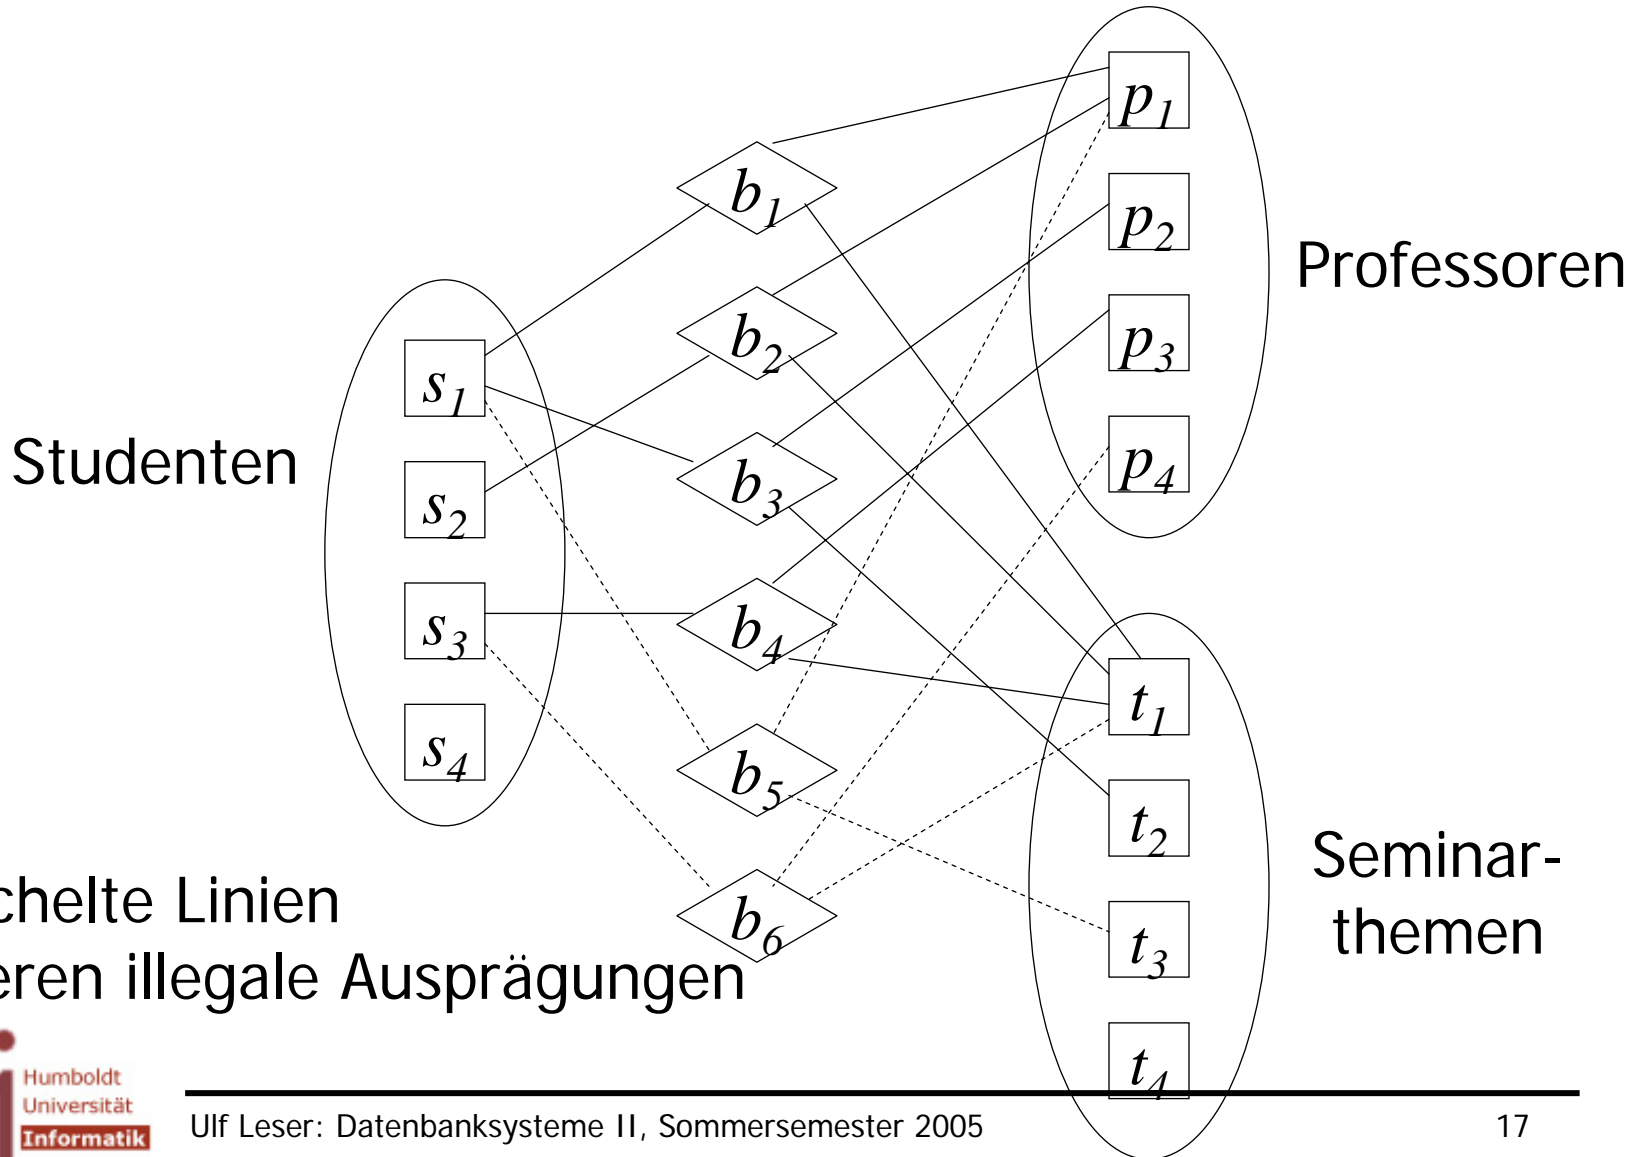 Studenten
s1
s2
s3
s4
b1
b2
b3
b4
b5
b6
p1
p2
p3
p4
Professoren
t1
t2
t3
t4
Seminar-
themen
chelte Linien
eren illegale Ausprägungen
Humboldt
Universität
Informatik
Ulf Leser: Datenbanksysteme II, Sommersemester 2005
17